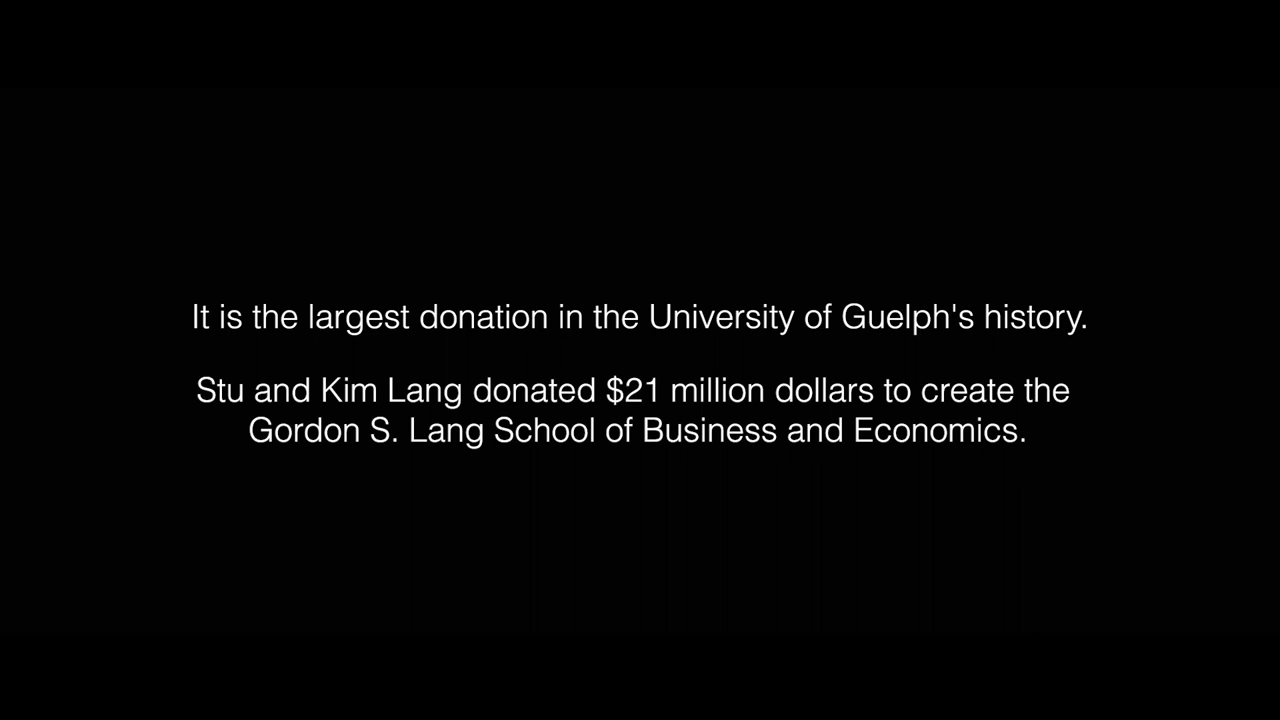 It is the largest donation in the University of Guelph's history.
Stu and Kim Lang donated $21 million dollars to create the
Gordon S. Lang School of Business and Economics.